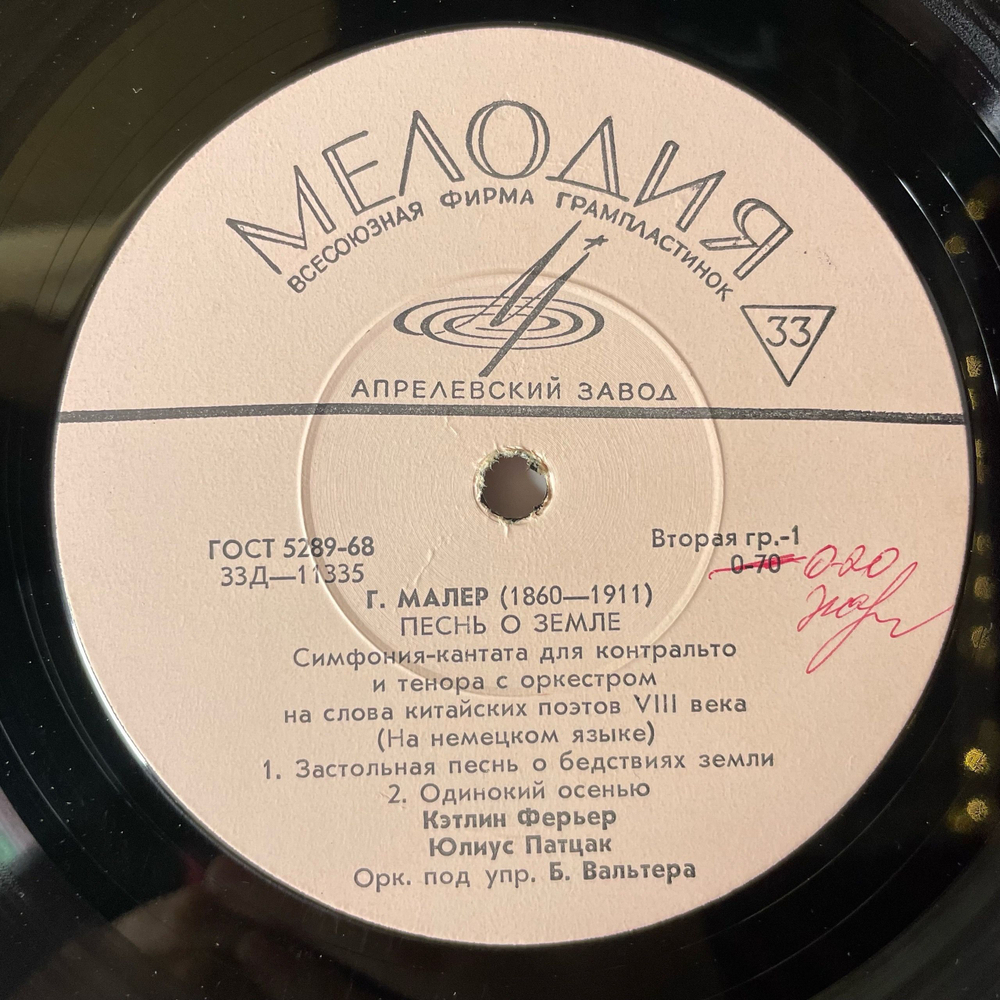 МЕЛОДИЯ
ВСЕСОЮЗНАЯ ФИРМА ГРАМПЛАСТИНОК
33
АПРЕЛЕВСКИЙ ЗАВОД
ГОСТ 5289-68
Вторая гр.-1
33Д—11335
0-70 0-20
Г. МАЛЕР (1860—1911)
ПЕСНЬ О ЗЕМЛЕ
Симфония-кантата для контральто
и тенора с оркестром
на слова китайских поэтов VIII века
(На немецком языке)
1. Застольная песнь о бедствиях земли
2. Одинокий осенью
Кэтлин Ферьер
Юлиус Патцак
Орк. под упр. Б. Вальтера